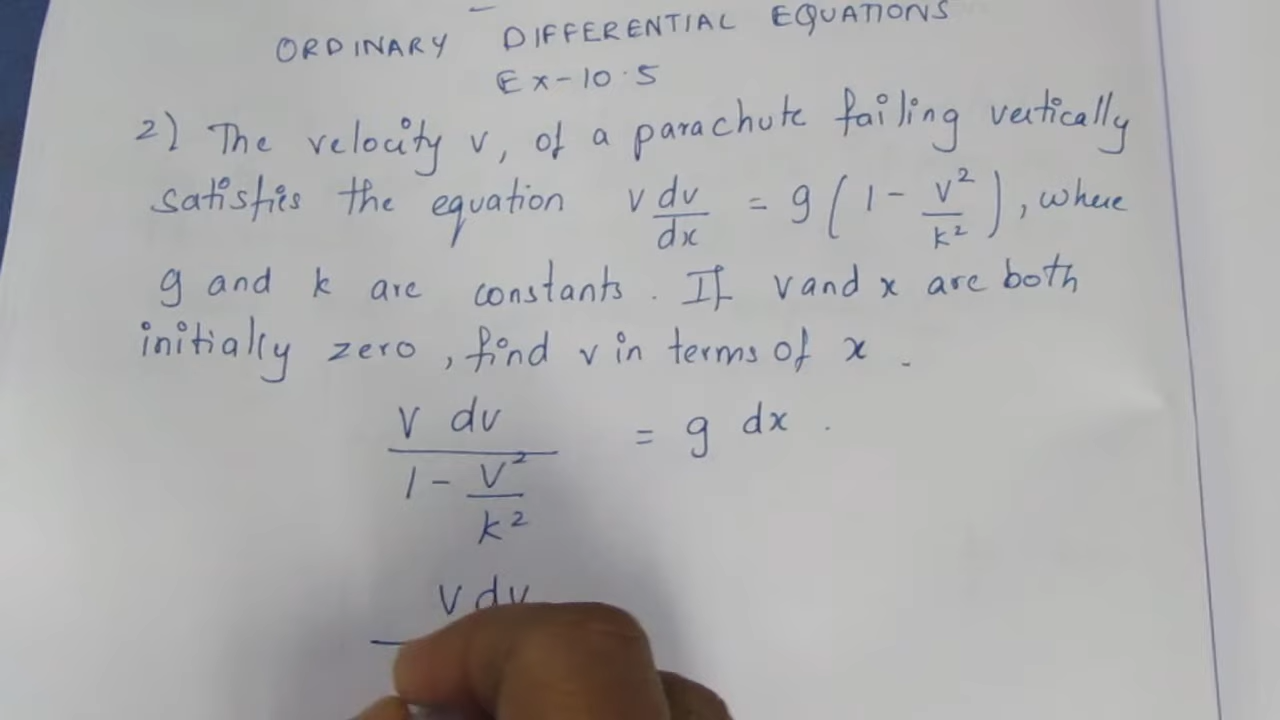 ORDINARY DIFFERENTIAL EQUATIONS
Ex-10.5
2) The velocity v, of a parachute failing vertically
satisfies the equation v dv/dx = g(1 - v²/k²), where
g and k are constants. If v and x are both
initially zero, find v in terms of x.
v dv / (1 - v²/k²) = g dx.
v dv